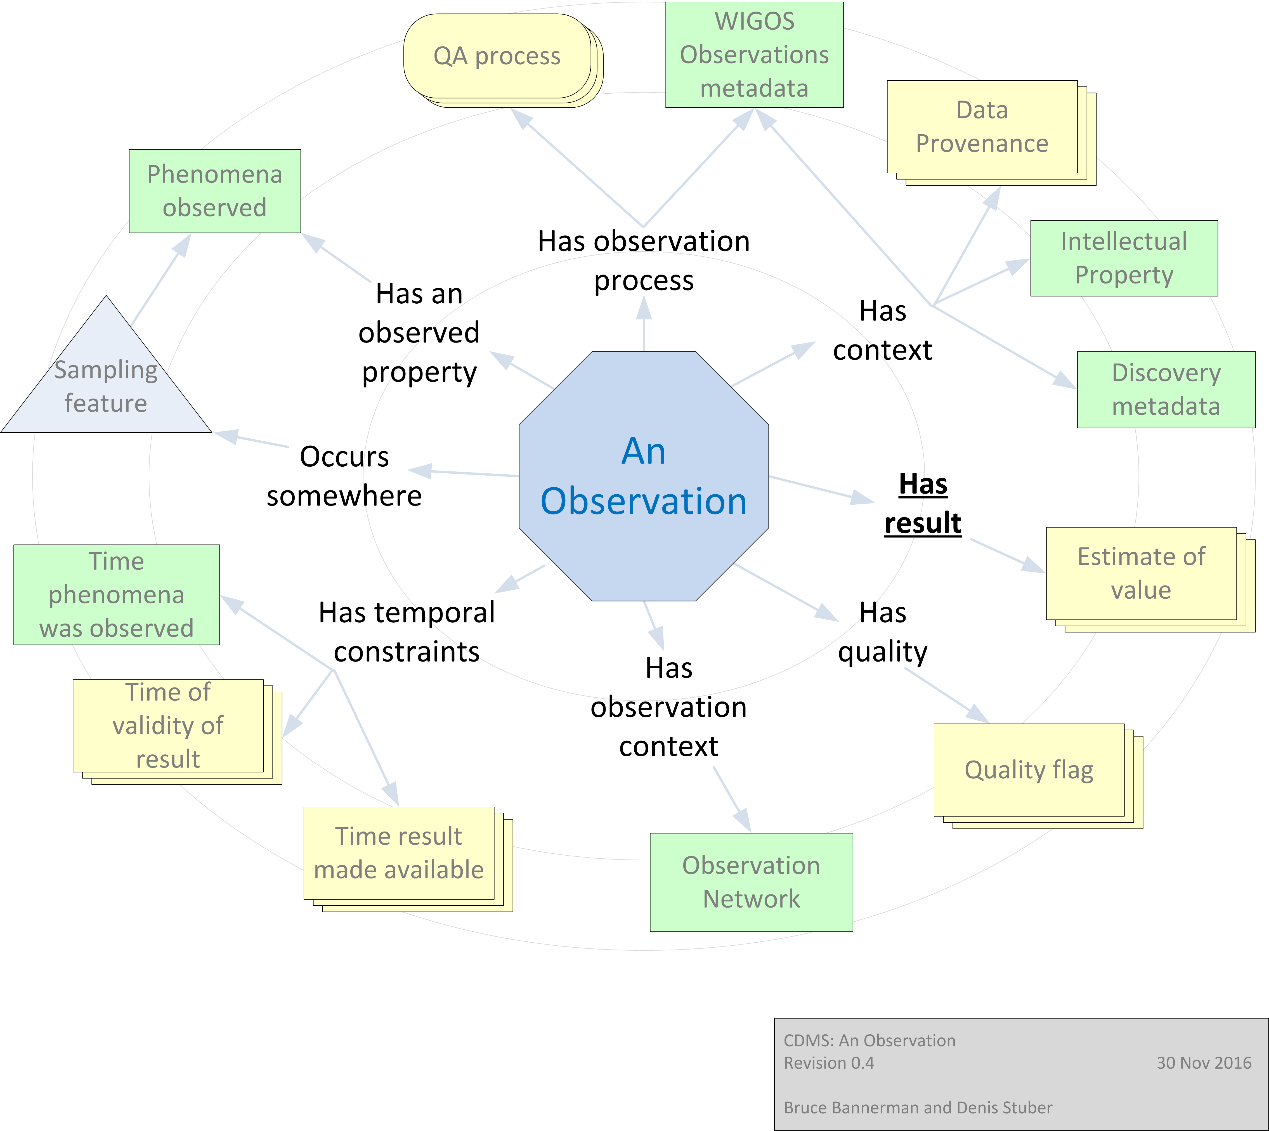 QA process
WIGOS
Observations
metadata
Data
Provenance
Phenomena
observed
Intellectual
Property
Has observation
process
Has an
observed
property
Has
context
Sampling
feature
Discovery
metadata
An
Observation
Occurs
somewhere
Has
result
Time
phenomena
was observed
Estimate of
value
Has temporal
constraints
Has
quality
Has
observation
context
Time of
validity of
result
Quality flag
Time result
made available
Observation
Network
CDMS: An Observation
Revision 0.4 30 Nov 2016
Bruce Bannerman and Denis Stuber